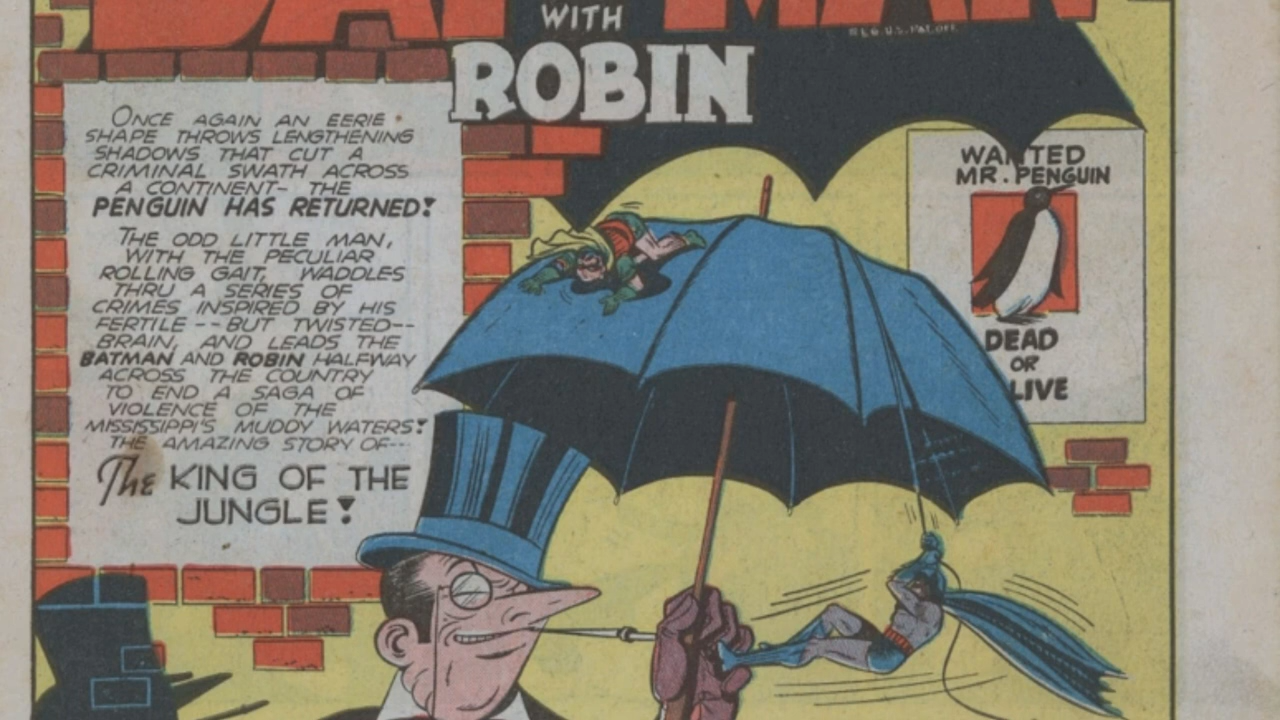 BATMAN
WITH
REG. U.S. PAT. OFF.
ROBIN
ONCE AGAIN AN EERIE
SHAPE THROWS LENGTHENING
SHADOWS THAT CUT A
CRIMINAL SWATH ACROSS
A CONTINENT- THE
PENGUIN HAS RETURNED!
THE ODD LITTLE MAN,
WITH THE PECULIAR
ROLLING GAIT, WADDLES
THRU A SERIES OF
CRIMES INSPIRED BY HIS
FERTILE--BUT TWISTED--
BRAIN, AND LEADS THE
BATMAN AND ROBIN HALFWAY
ACROSS THE COUNTRY
TO END A SAGA OF
VIOLENCE OF THE
MISSISSIPPI'S MUDDY WATERS!
THE AMAZING STORY OF---
The KING OF THE
JUNGLE!
WANTED
MR. PENGUIN
DEAD
OR
LIVE